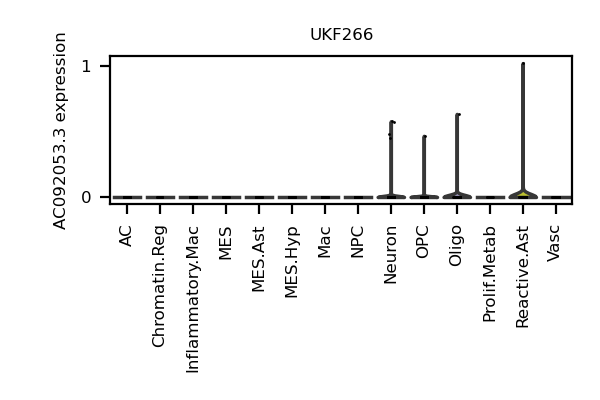 UKF266
AC092053.3 expression
1
0
AC
Chromatin.Reg
Inflammatory.Mac
MES
MES.Ast
MES.Hyp
Mac
NPC
Neuron
OPC
Oligo
Prolif.Metab
Reactive.Ast
Vasc